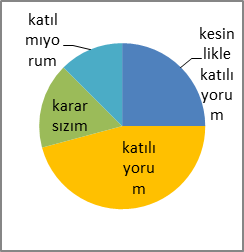 katıl
mıyo
rum
kesin
likle
katılı
yoru
m
karar
sızım
katılı
yoru
m